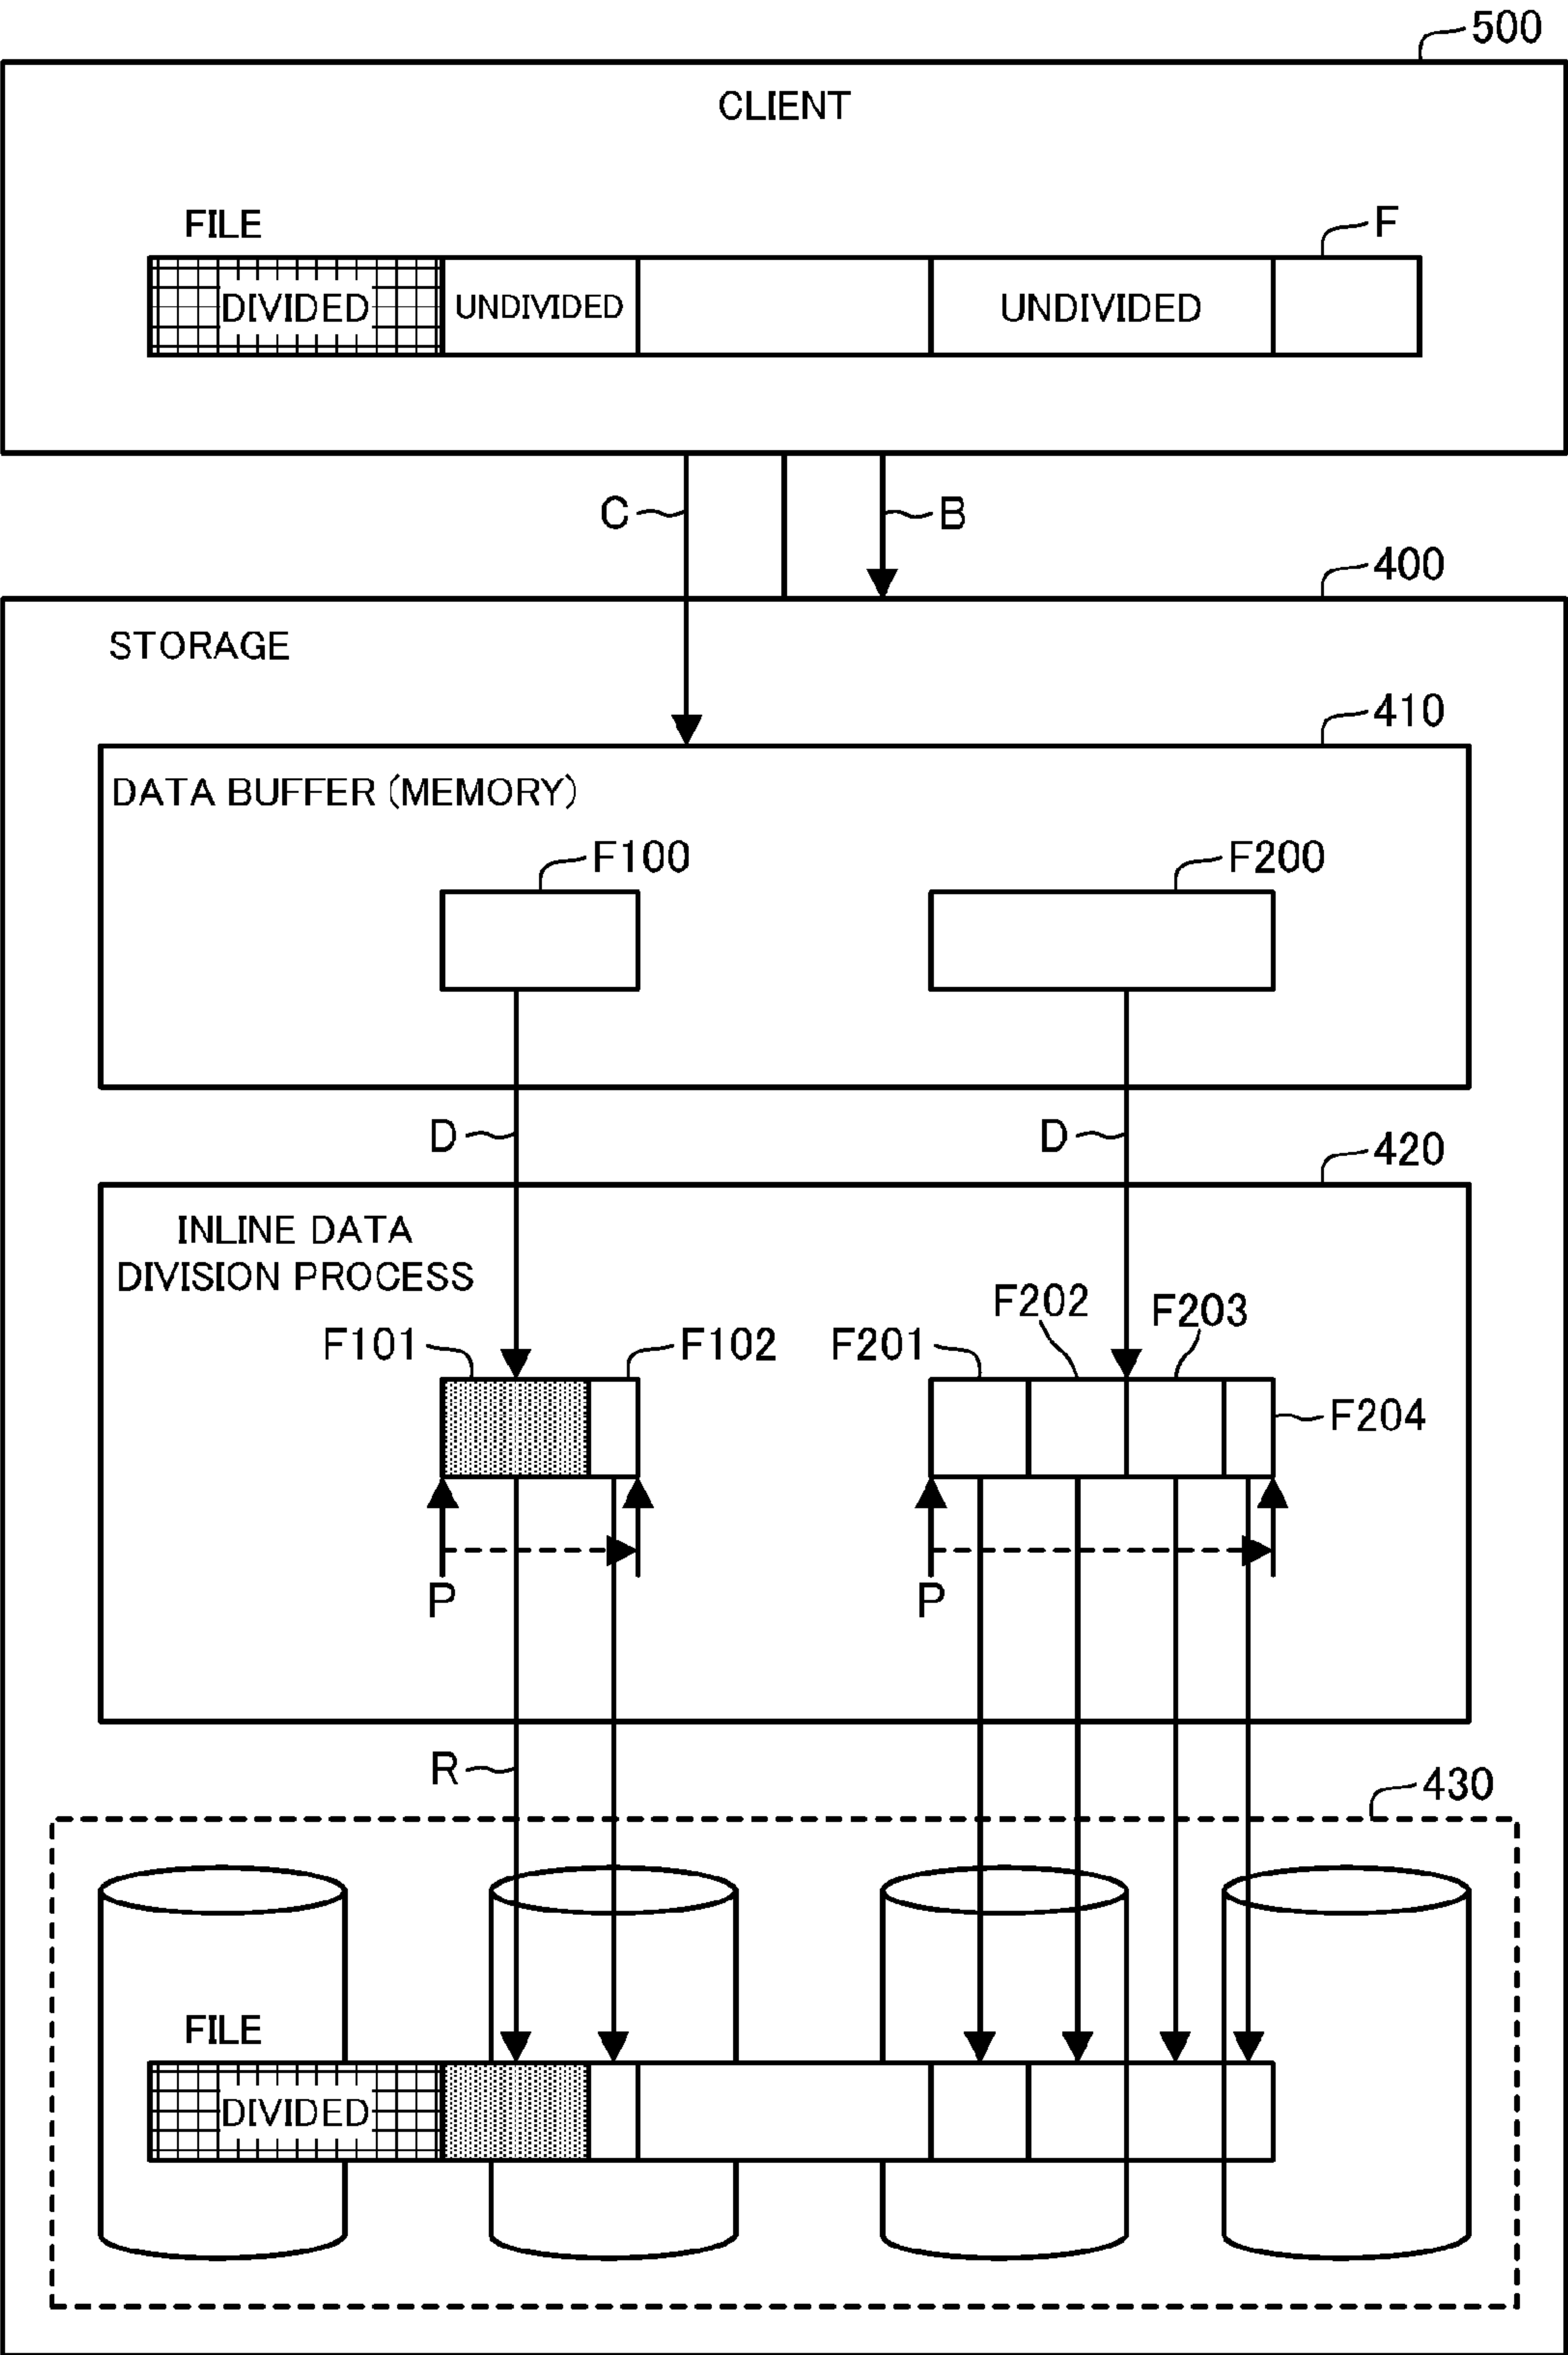 500
CLIENT
FILE
F
DIVIDED UNDIVIDED UNDIVIDED
C B
400
STORAGE
410
DATA BUFFER (MEMORY)
F100 F200
D D
420
INLINE DATA
DIVISION PROCESS
F202 F203
F101 F102 F201
F204
P P
R
430
FILE
DIVIDED